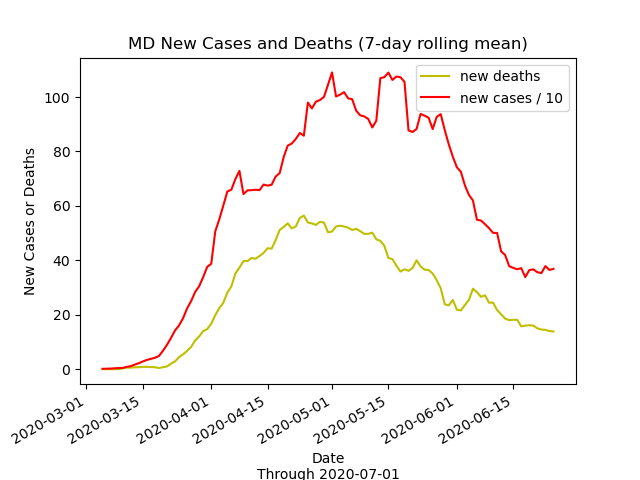 MD New Cases and Deaths (7-day rolling mean)
new deaths
new cases / 10
New Cases or Deaths
100
80
60
40
20
0
2020-03-01
2020-03-15
2020-04-01
2020-04-15
2020-05-01
2020-05-15
2020-06-01
2020-06-15
Date
Through 2020-07-01